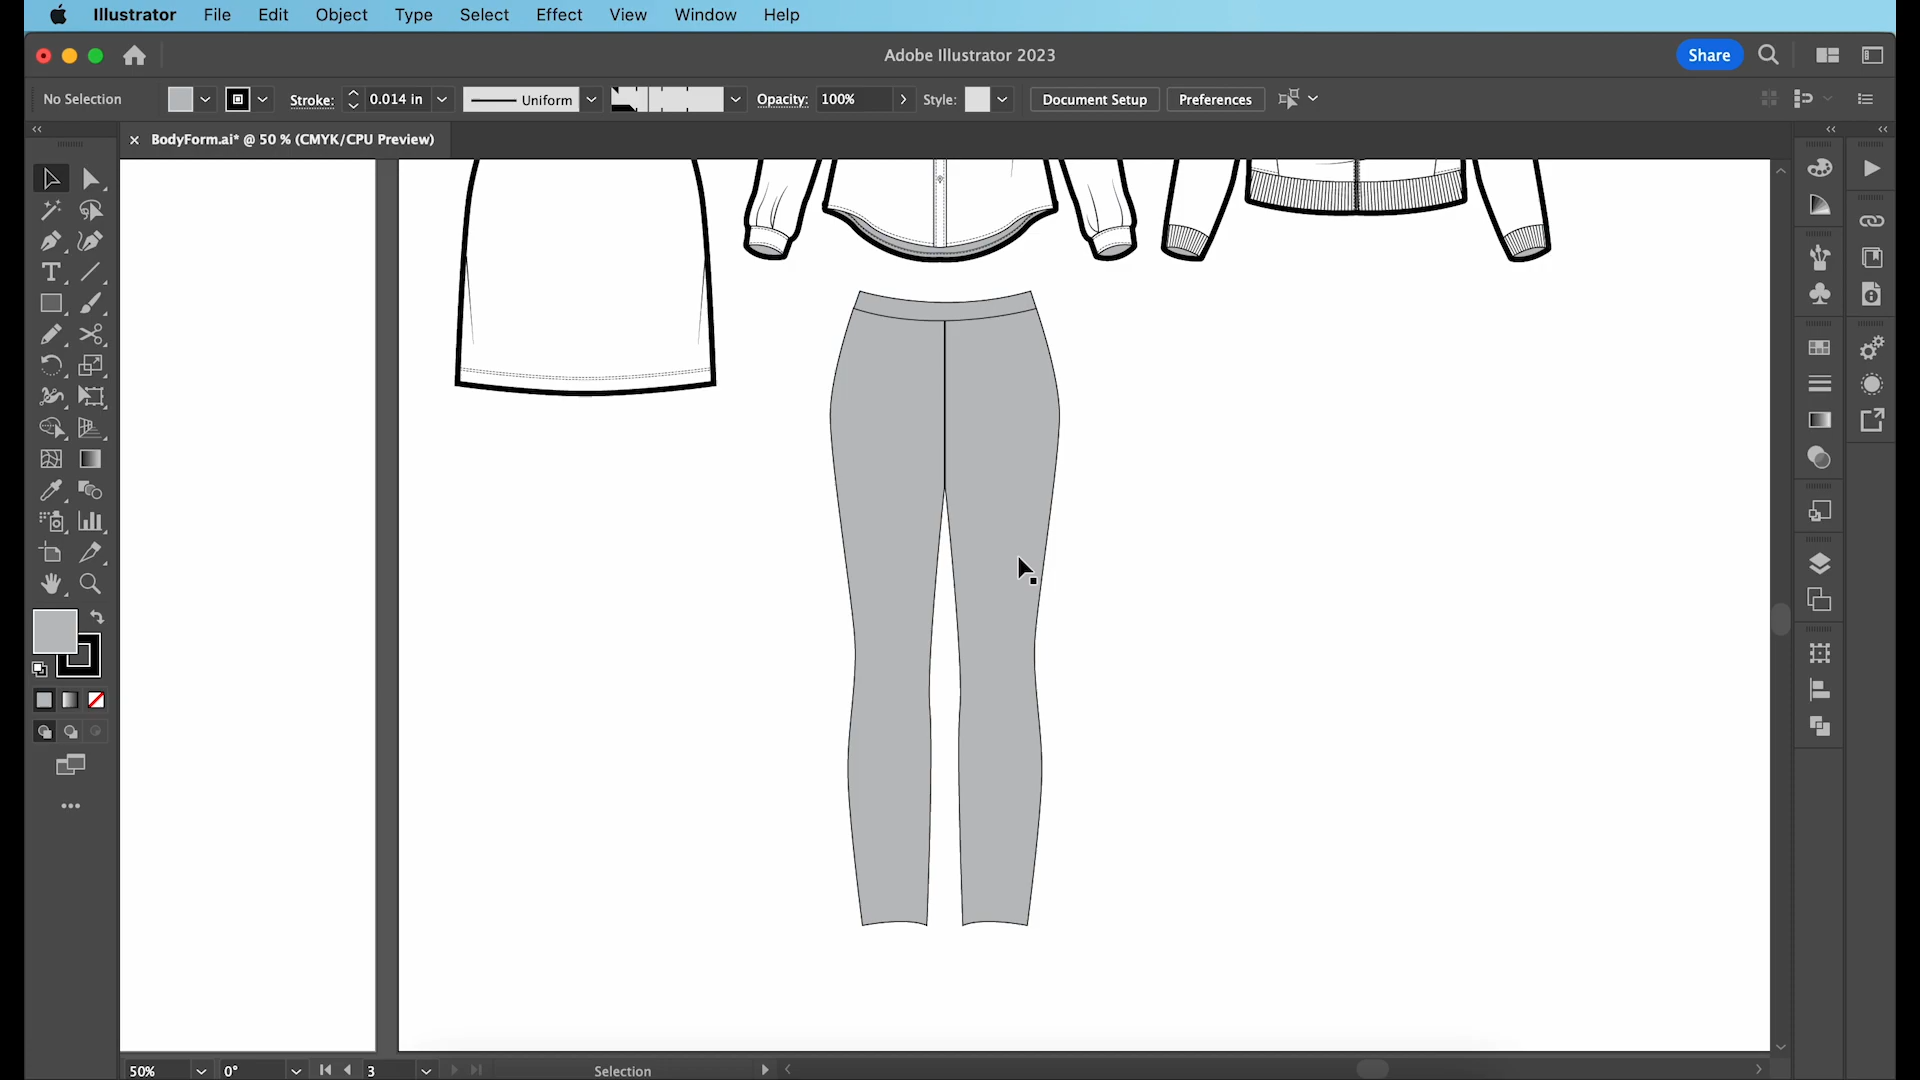 Illustrator File Edit Object Type Select Effect View Window Help
Adobe Illustrator 2023
Share
No Selection
Stroke: 0.014 in
Uniform
Opacity: 100%
Style:
Document Setup
Preferences
× BodyForm.ai* @ 50 % (CMYK/CPU Preview)
50%
0°
3
Selection